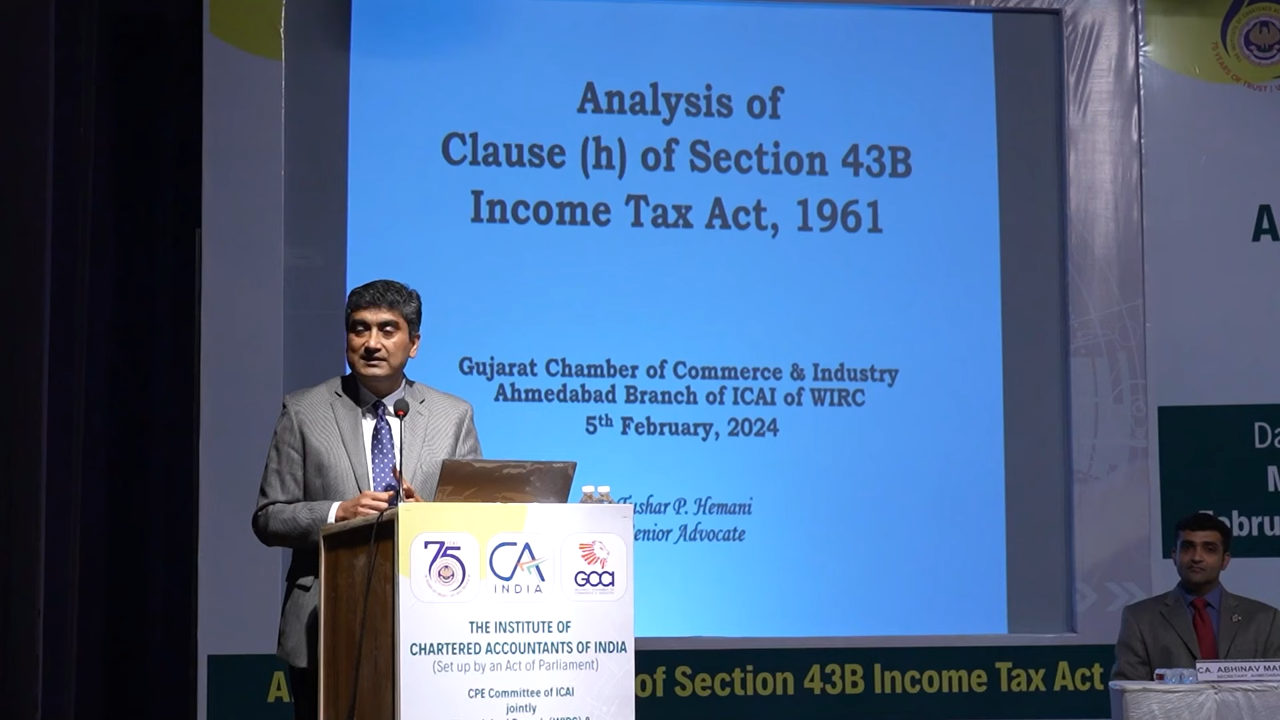 Analysis of
Clause (h) of Section 43B
Income Tax Act, 1961
Gujarat Chamber of Commerce & Industry
Ahmedabad Branch of ICAI of WIRC
5th February, 2024
Tushar P. Hemani
Senior Advocate
75
CA
INDIA
GCCI
THE INSTITUTE OF
CHARTERED ACCOUNTANTS OF INDIA
(Set up by an Act of Parliament)
CPE Committee of ICAI
jointly
of Section 43B Income Tax Act
CA. ABHINAV